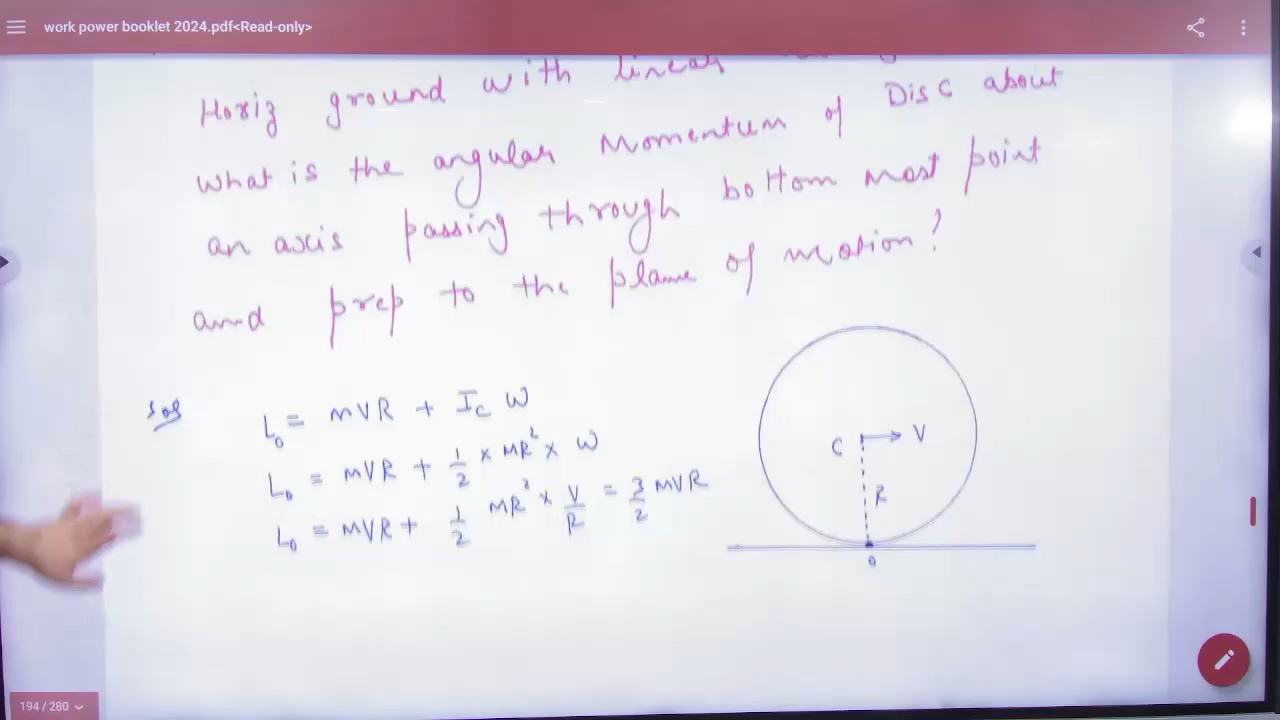 work power booklet 2024.pdf<Read-only>
Horiz ground with linear
What is the angular Momentum of Disc about
an axis passing through bottom most point
and prep to the plane of motion?
Sol
L₀ = MVR + I_C W
L₀ = MVR + 1/2 × MR² × W
L₀ = MVR + 1/2 MR² × V/R = 3/2 MVR
C V
R
O
194 / 280